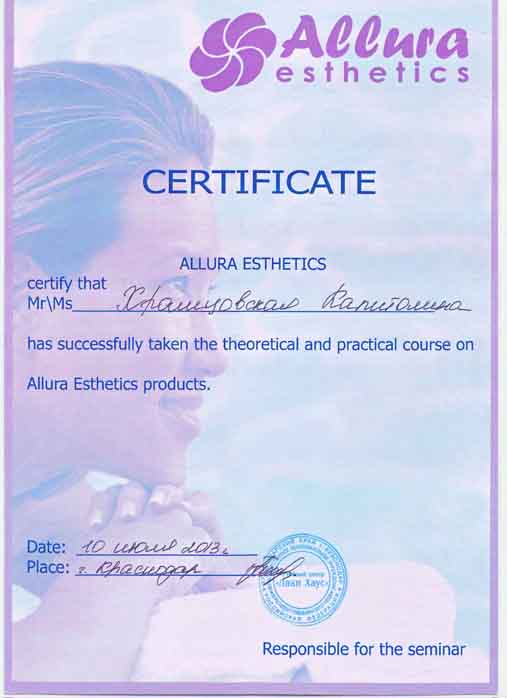 Allura
esthetics
CERTIFICATE
ALLURA ESTHETICS
certify that
Mr\Ms Храмцовская Капитолина
has successfully taken the theoretical and practical course on
Allura Esthetics products.
Date: 10 июля 2013г.
Place: г. Краснодар
центр
Хаус»
Responsible for the seminar